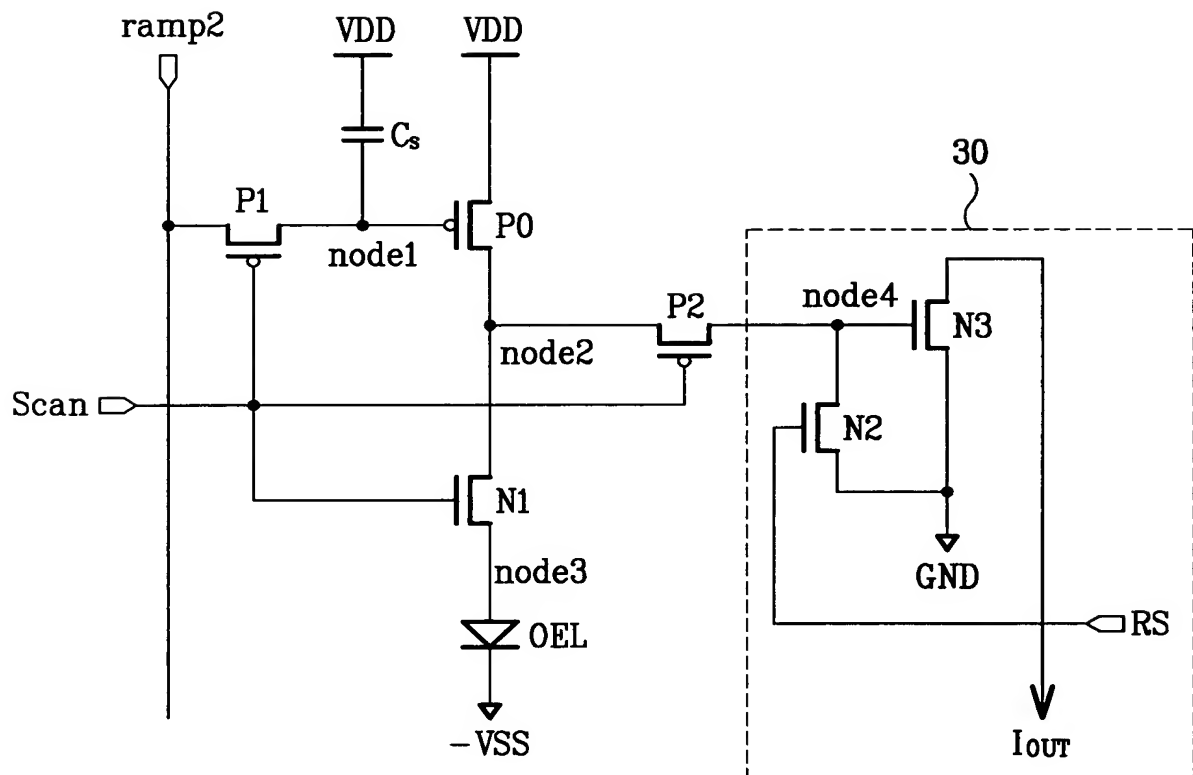 ramp2
VDD
VDD
Cs
30
P1
P0
node1
P2
node4
N3
node2
Scan
N2
N1
GND
node3
RS
OEL
-VSS
IOUT